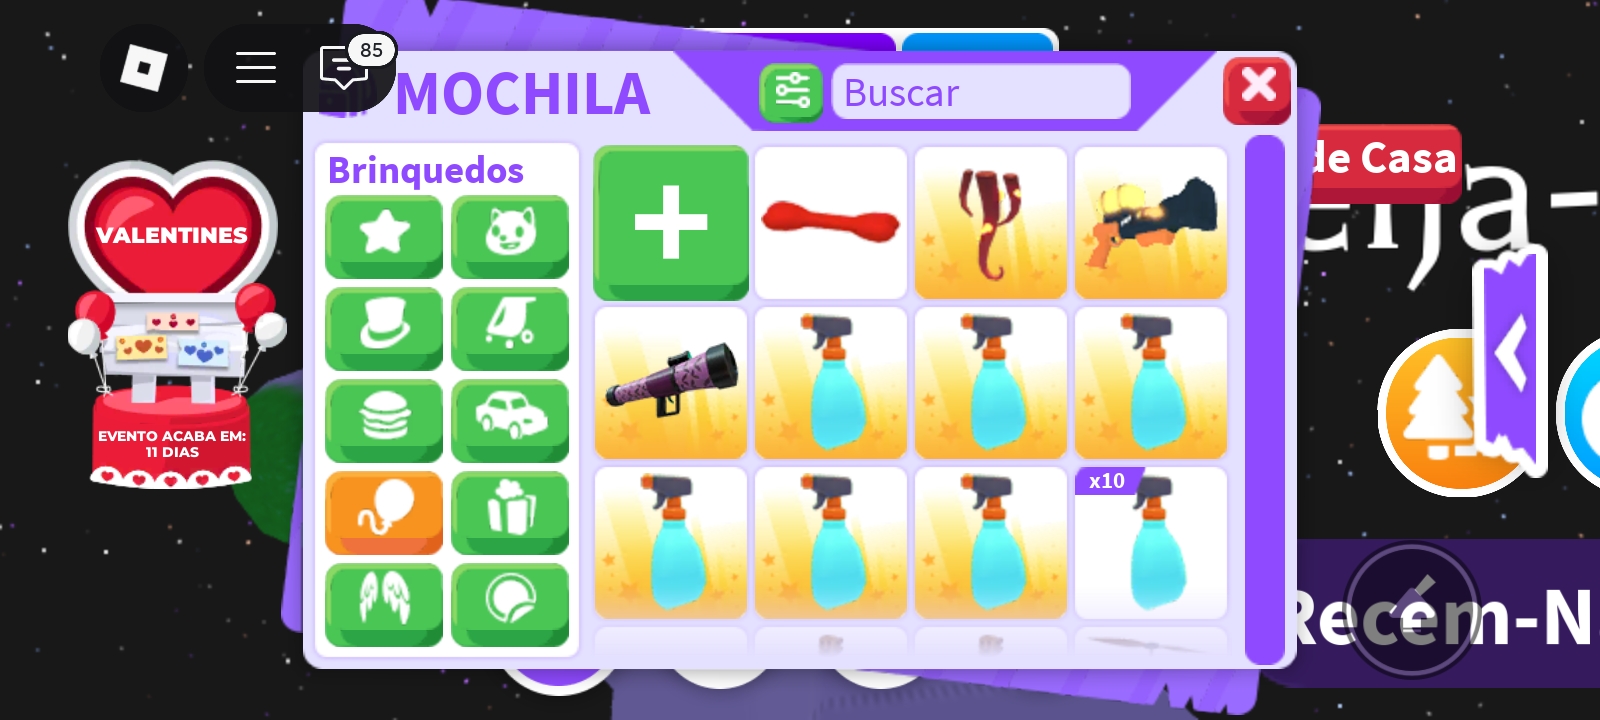 85
MOCHILA
Buscar
Brinquedos
VALENTINES
EVENTO ACABA EM:
11 DIAS
x10
de Casa
Recém-N